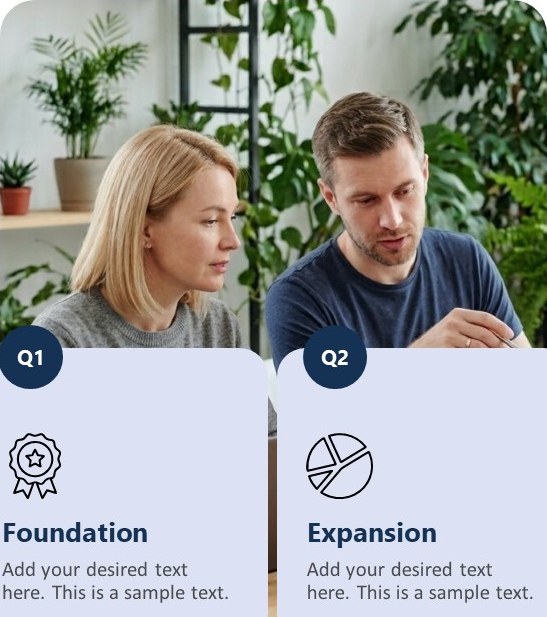 Q1
Q2
Foundation
Add your desired text
here. This is a sample text.
Expansion
Add your desired text
here. This is a sample text.